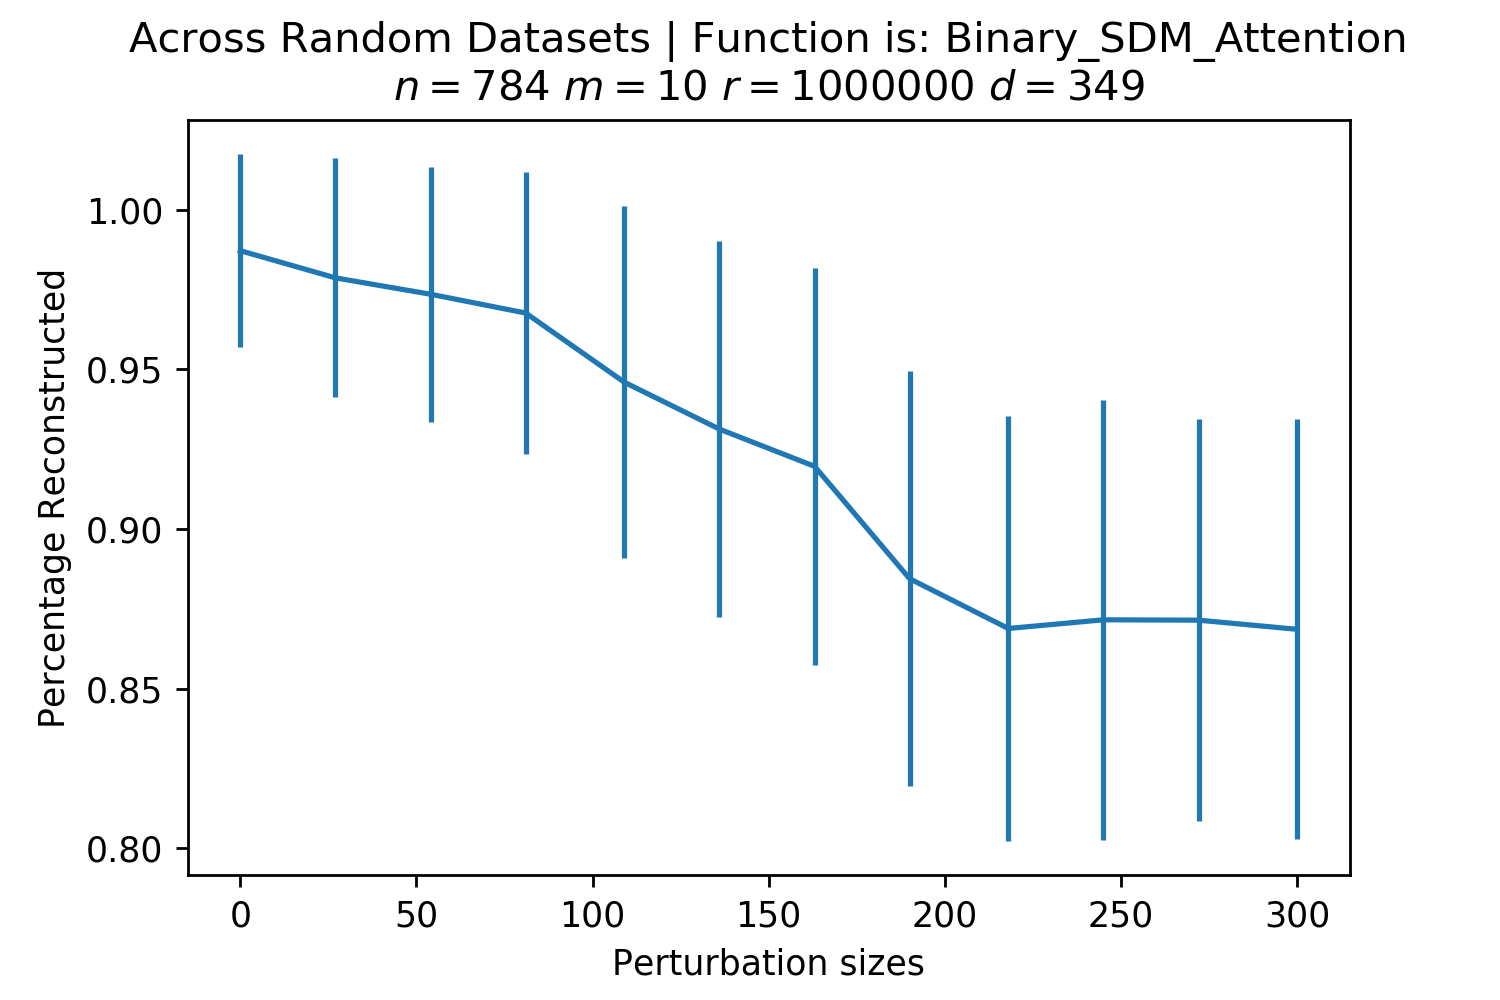 Across Random Datasets | Function is: Binary_SDM_Attention
n = 784 m = 10 r = 1000000 d = 349
Percentage Reconstructed
1.00
0.95
0.90
0.85
0.80
0 50 100 150 200 250 300
Perturbation sizes